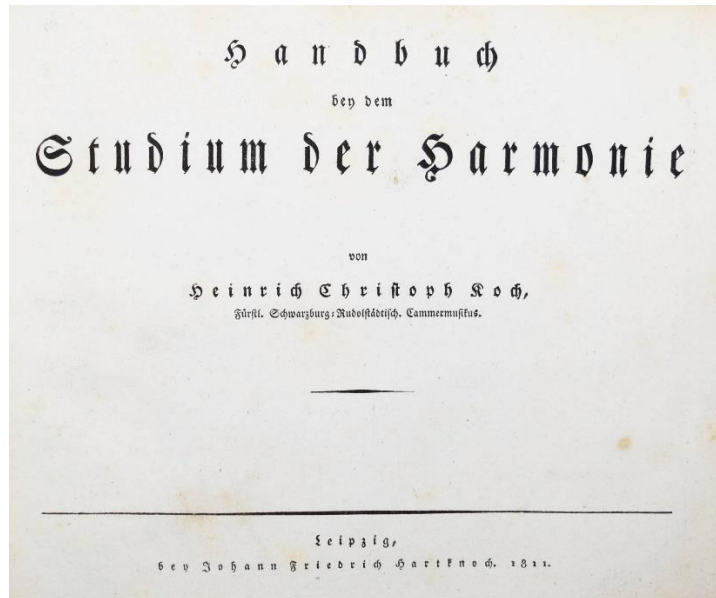 Handbuch
bey dem
Studium der Harmonie
von
Heinrich Christoph Koch,
Fürstl. Schwarzburg-Rudolstädtisch. Cammermusikus.
Leipzig,
bey Johann Friedrich Hartknoch. 1811.